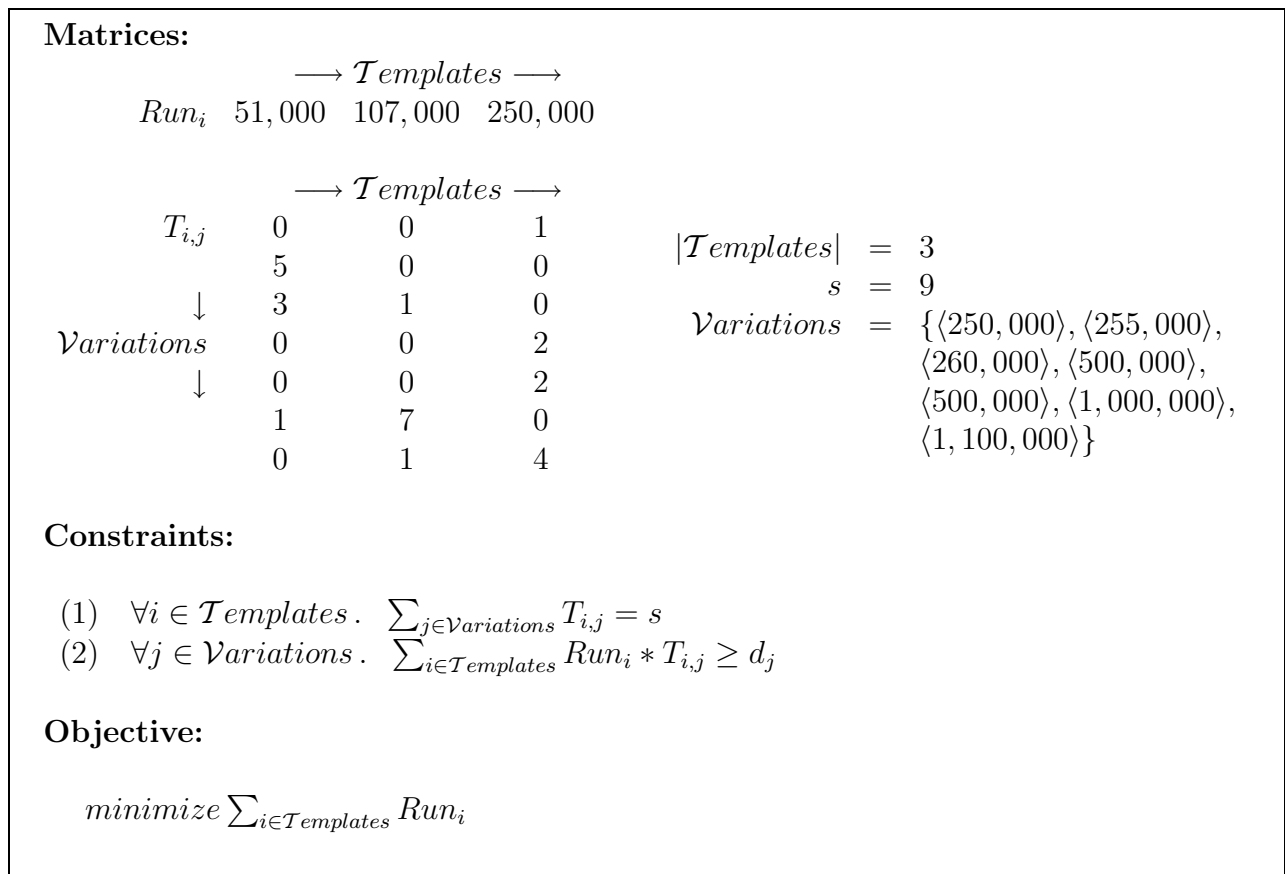 Matrices:
⟶ 𝒯emplates ⟶
Run_i 51,000 107,000 250,000
⟶ 𝒯emplates ⟶
T_{i,j} 0 0 1
5 0 0
↓ 3 1 0
𝒱ariations 0 0 2
↓ 0 0 2
1 7 0
0 1 4
|𝒯emplates| = 3
s = 9
𝒱ariations = {⟨250,000⟩, ⟨255,000⟩,
⟨260,000⟩, ⟨500,000⟩,
⟨500,000⟩, ⟨1,000,000⟩,
⟨1,100,000⟩}
Constraints:
(1) ∀i ∈ 𝒯emplates . ∑_{j∈𝒱ariations} T_{i,j} = s
(2) ∀j ∈ 𝒱ariations . ∑_{i∈𝒯emplates} Run_i * T_{i,j} ≥ d_j
Objective:
minimize ∑_{i∈𝒯emplates} Run_i